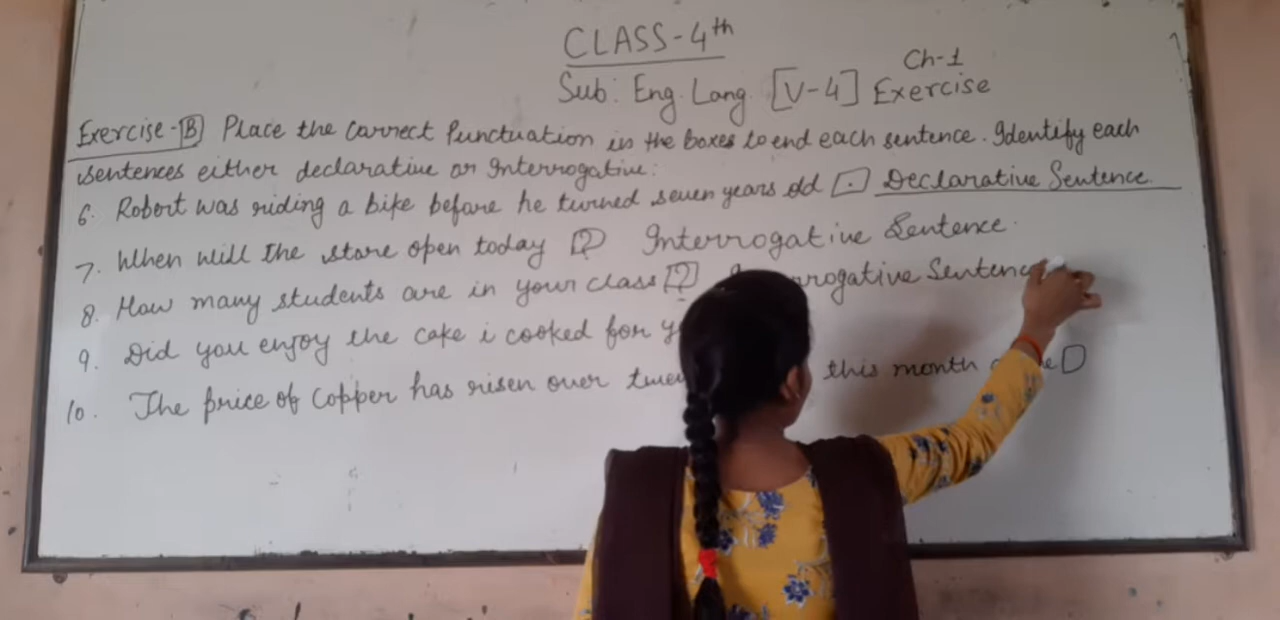 CLASS-4th
Ch-1
Sub: Eng. Lang. [V-4] Exercise
Exercise-[B] Place the Correct Punctuation in the boxes to end each sentence. Identify each
sentences either declarative or Interrogative:
6. Robert was riding a bike before he turned seven years old [.] Declarative Sentence.
7. When will the store open today [?] Interrogative Sentence.
8. How many students are in your class [?] Sentence
9. Did you enjoy the cake i cooked for
10. The price of Copper has risen over this month